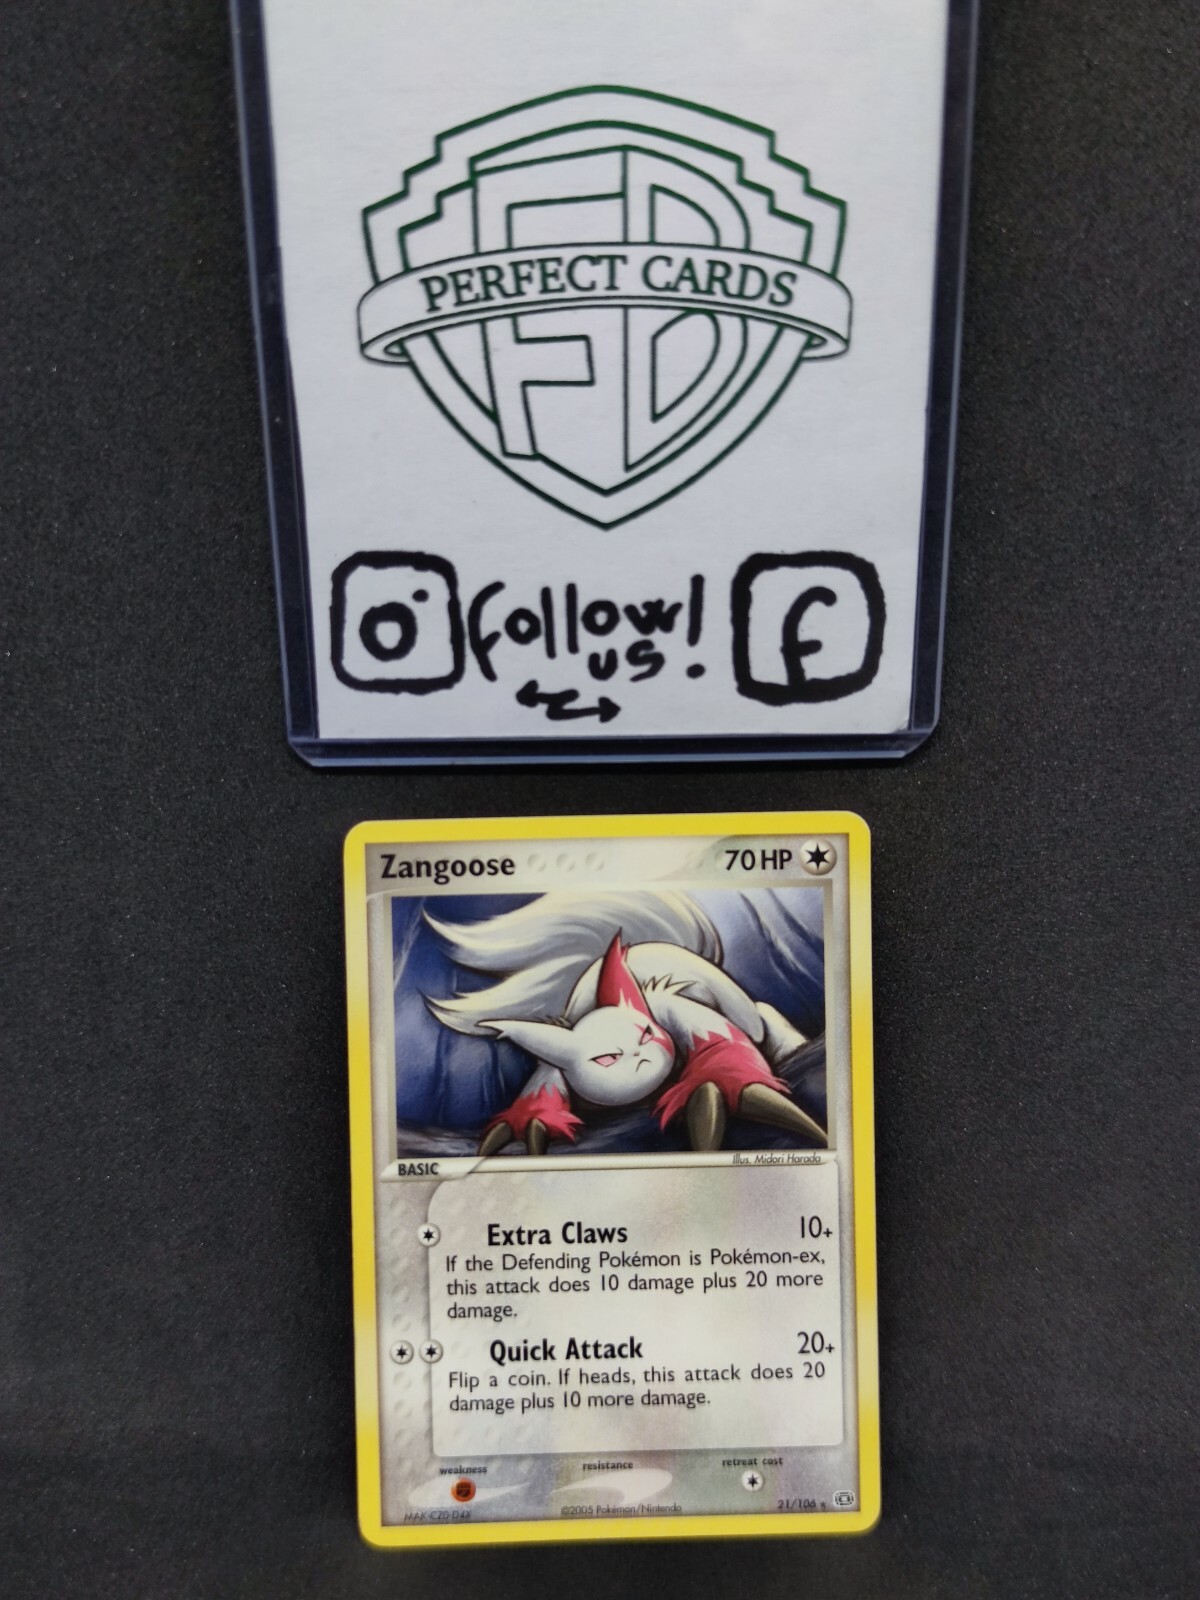 PERFECT CARDS
Follow us!
f
Zangoose
70 HP
BASIC
Illus. Midori Harada
Extra Claws 10+
If the Defending Pokémon is Pokémon-ex,
this attack does 10 damage plus 20 more
damage.
Quick Attack 20+
Flip a coin. If heads, this attack does 20
damage plus 10 more damage.
weakness
resistance
retreat cost
©2005 Pokémon/Nintendo
21/106